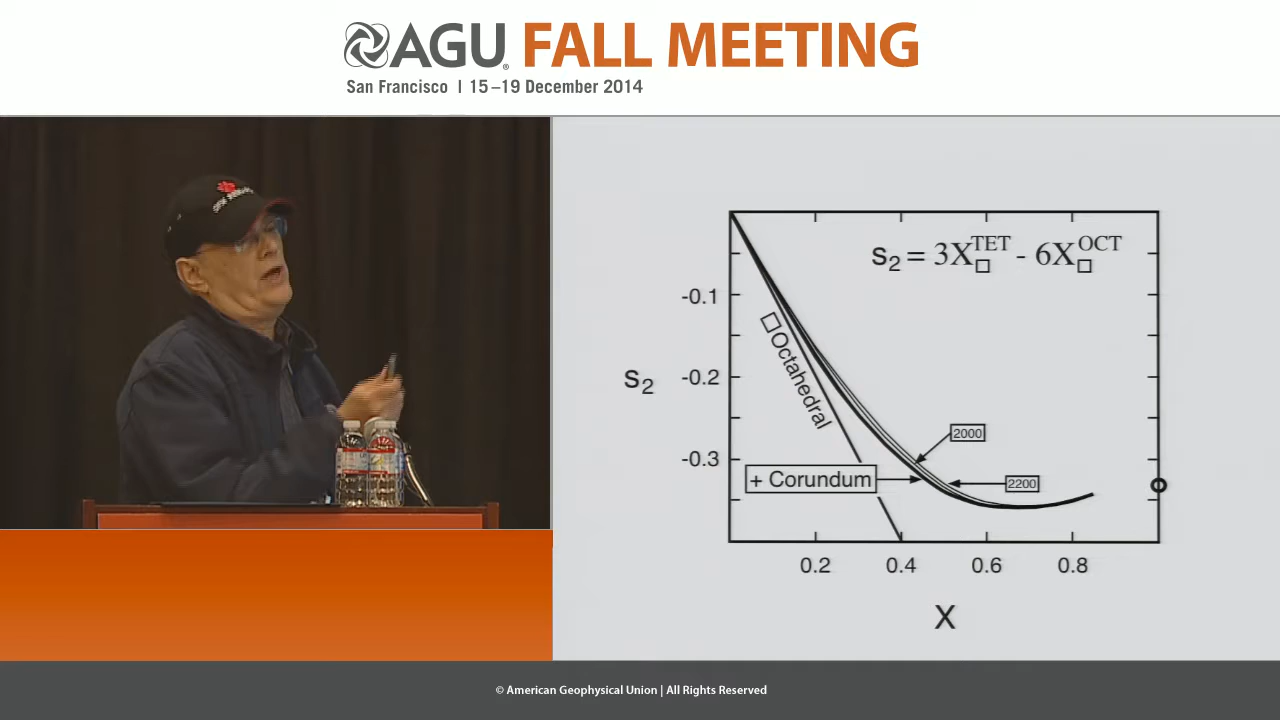 AGU® FALL MEETING
San Francisco | 15–19 December 2014
s₂ = 3X□^TET - 6X□^OCT
-0.1
□Octahedral
s₂
-0.2
2000
-0.3
+ Corundum
2200
0.2 0.4 0.6 0.8
X
© American Geophysical Union | All Rights Reserved